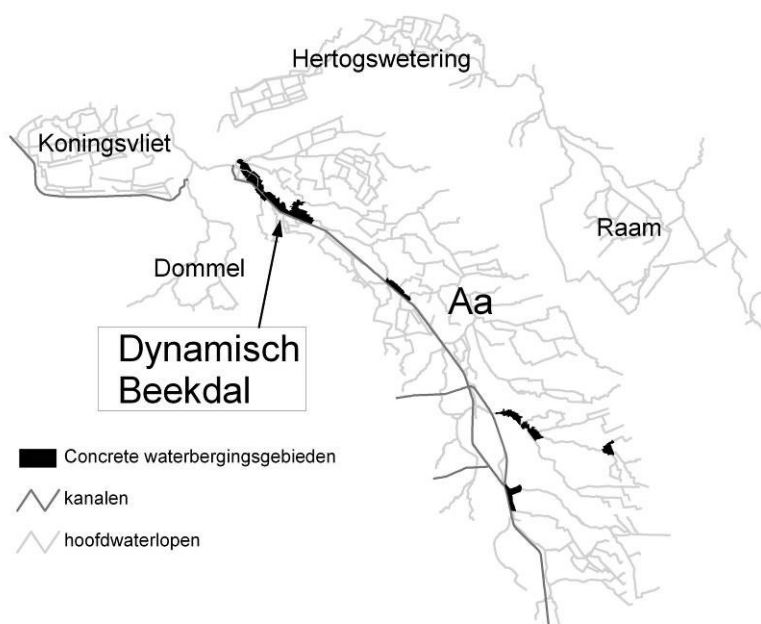 Hertogswetering
Koningsvliet
Raam
Dommel
Aa
Dynamisch
Beekdal
Concrete waterbergingsgebieden
kanalen
hoofdwaterlopen